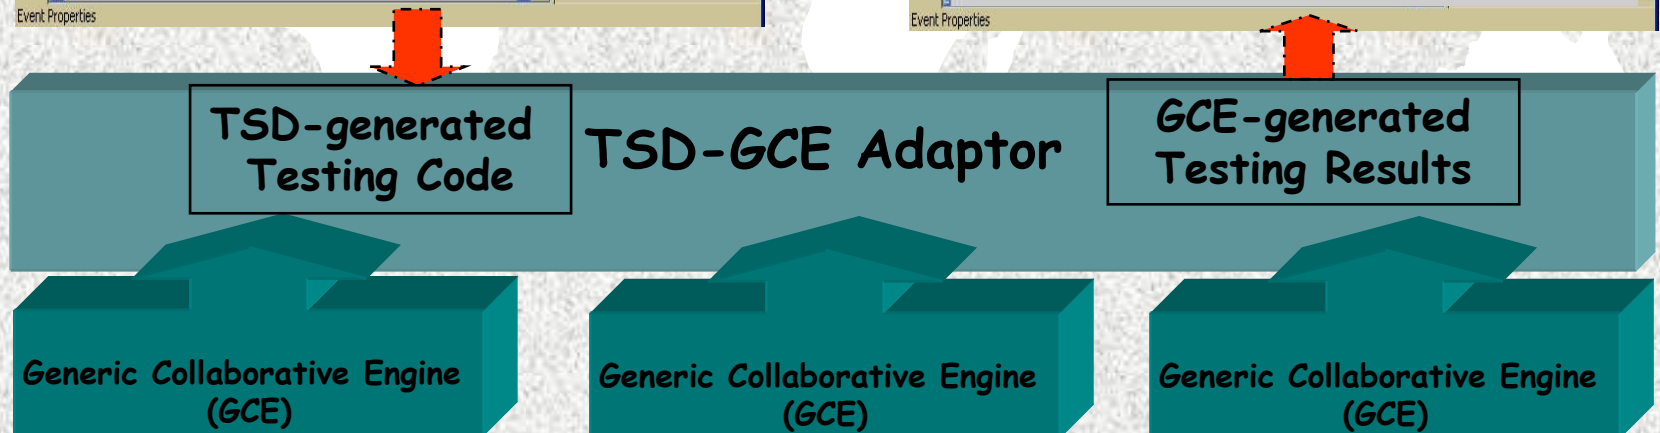 Event Properties
Event Properties
TSD-generated
Testing Code
TSD-GCE Adaptor
GCE-generated
Testing Results
Generic Collaborative Engine
(GCE)
Generic Collaborative Engine
(GCE)
Generic Collaborative Engine
(GCE)